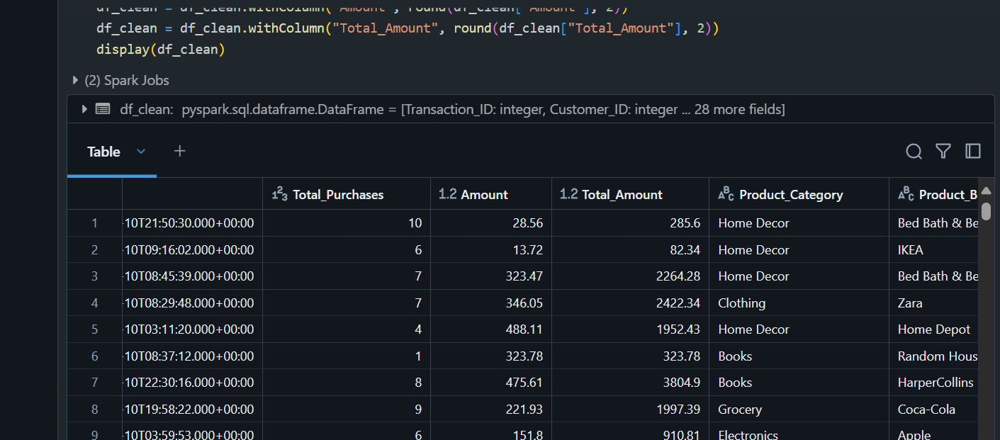 df_clean = df_clean.withColumn("Amount", round(df_clean["Amount"], 2))
df_clean = df_clean.withColumn("Total_Amount", round(df_clean["Total_Amount"], 2))
display(df_clean)
(2) Spark Jobs
df_clean: pyspark.sql.dataframe.DataFrame = [Transaction_ID: integer, Customer_ID: integer ... 28 more fields]
Table
123 Total_Purchases 1.2 Amount 1.2 Total_Amount ABC Product_Category ABC Product_B
1 10T21:50:30.000+00:00 10 28.56 285.6 Home Decor Bed Bath & Be
2 10T09:16:02.000+00:00 6 13.72 82.34 Home Decor IKEA
3 10T08:45:39.000+00:00 7 323.47 2264.28 Home Decor Bed Bath & Be
4 10T08:29:48.000+00:00 7 346.05 2422.34 Clothing Zara
5 10T03:11:20.000+00:00 4 488.11 1952.43 Home Decor Home Depot
6 10T08:37:12.000+00:00 1 323.78 323.78 Books Random Hous
7 10T22:30:16.000+00:00 8 475.61 3804.9 Books HarperCollins
8 10T19:58:22.000+00:00 9 221.93 1997.39 Grocery Coca-Cola
9 10T03:59:53.000+00:00 6 151.8 910.81 Electronics Apple